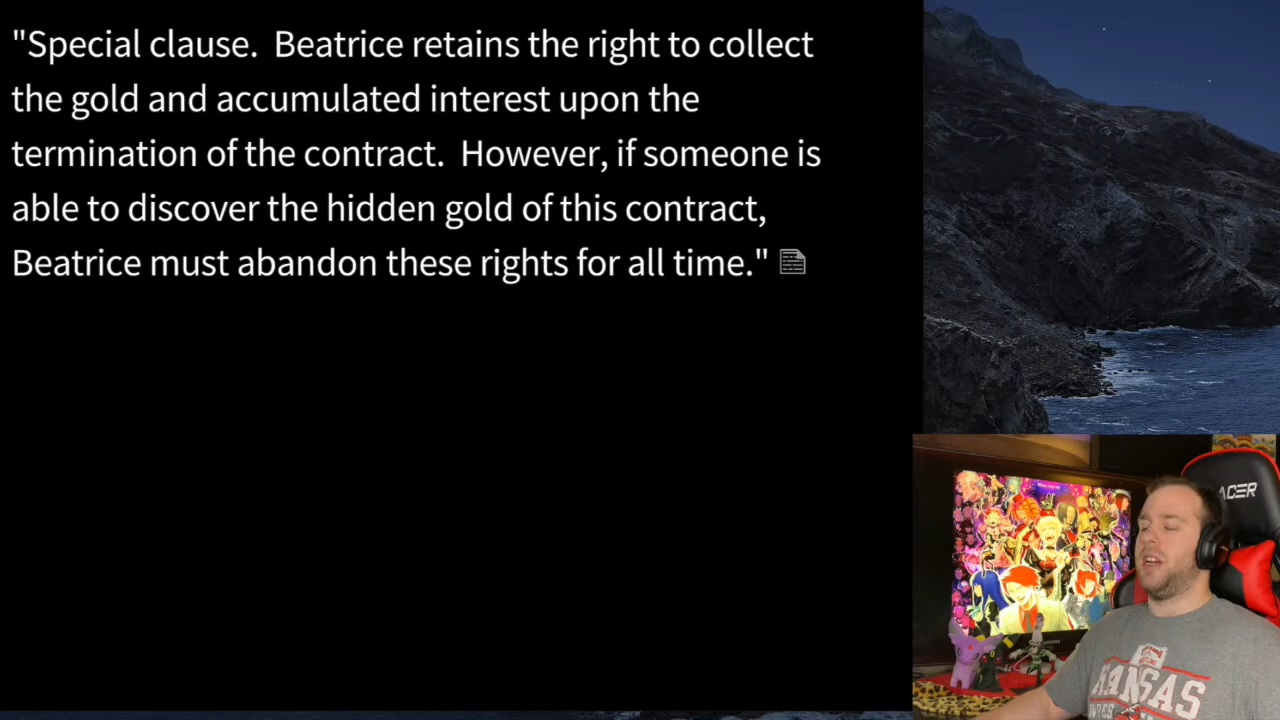 "Special clause.  Beatrice retains the right to collect
the gold and accumulated interest upon the
termination of the contract.  However, if someone is
able to discover the hidden gold of this contract,
Beatrice must abandon these rights for all time."
ACER
KANSAS